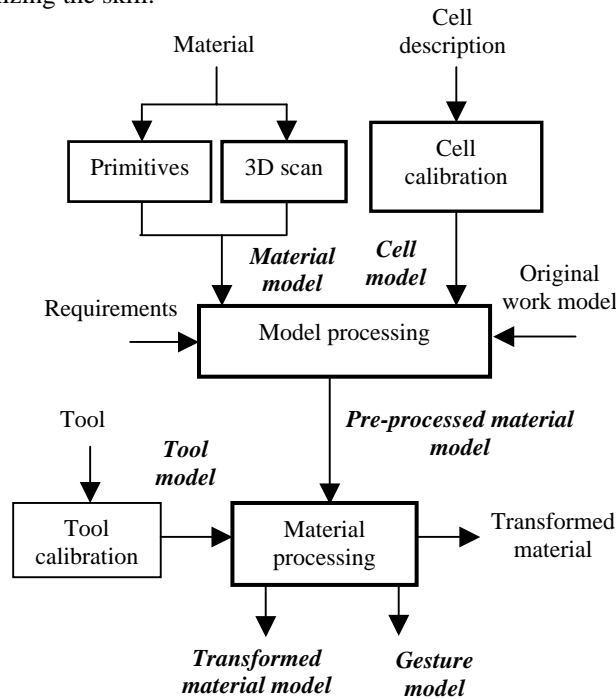 Material
Cell
description
Primitives
3D scan
Cell
calibration
Material
model
Cell
model
Original
work model
Requirements
Model processing
Pre-processed material
model
Tool
Tool
model
Tool
calibration
Material
processing
Transformed
material
Transformed
material model
Gesture
model